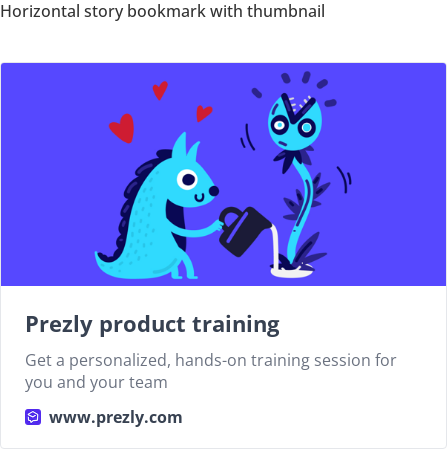 Horizontal story bookmark with thumbnail
Prezly product training
Get a personalized, hands-on training session for
you and your team
www.prezly.com